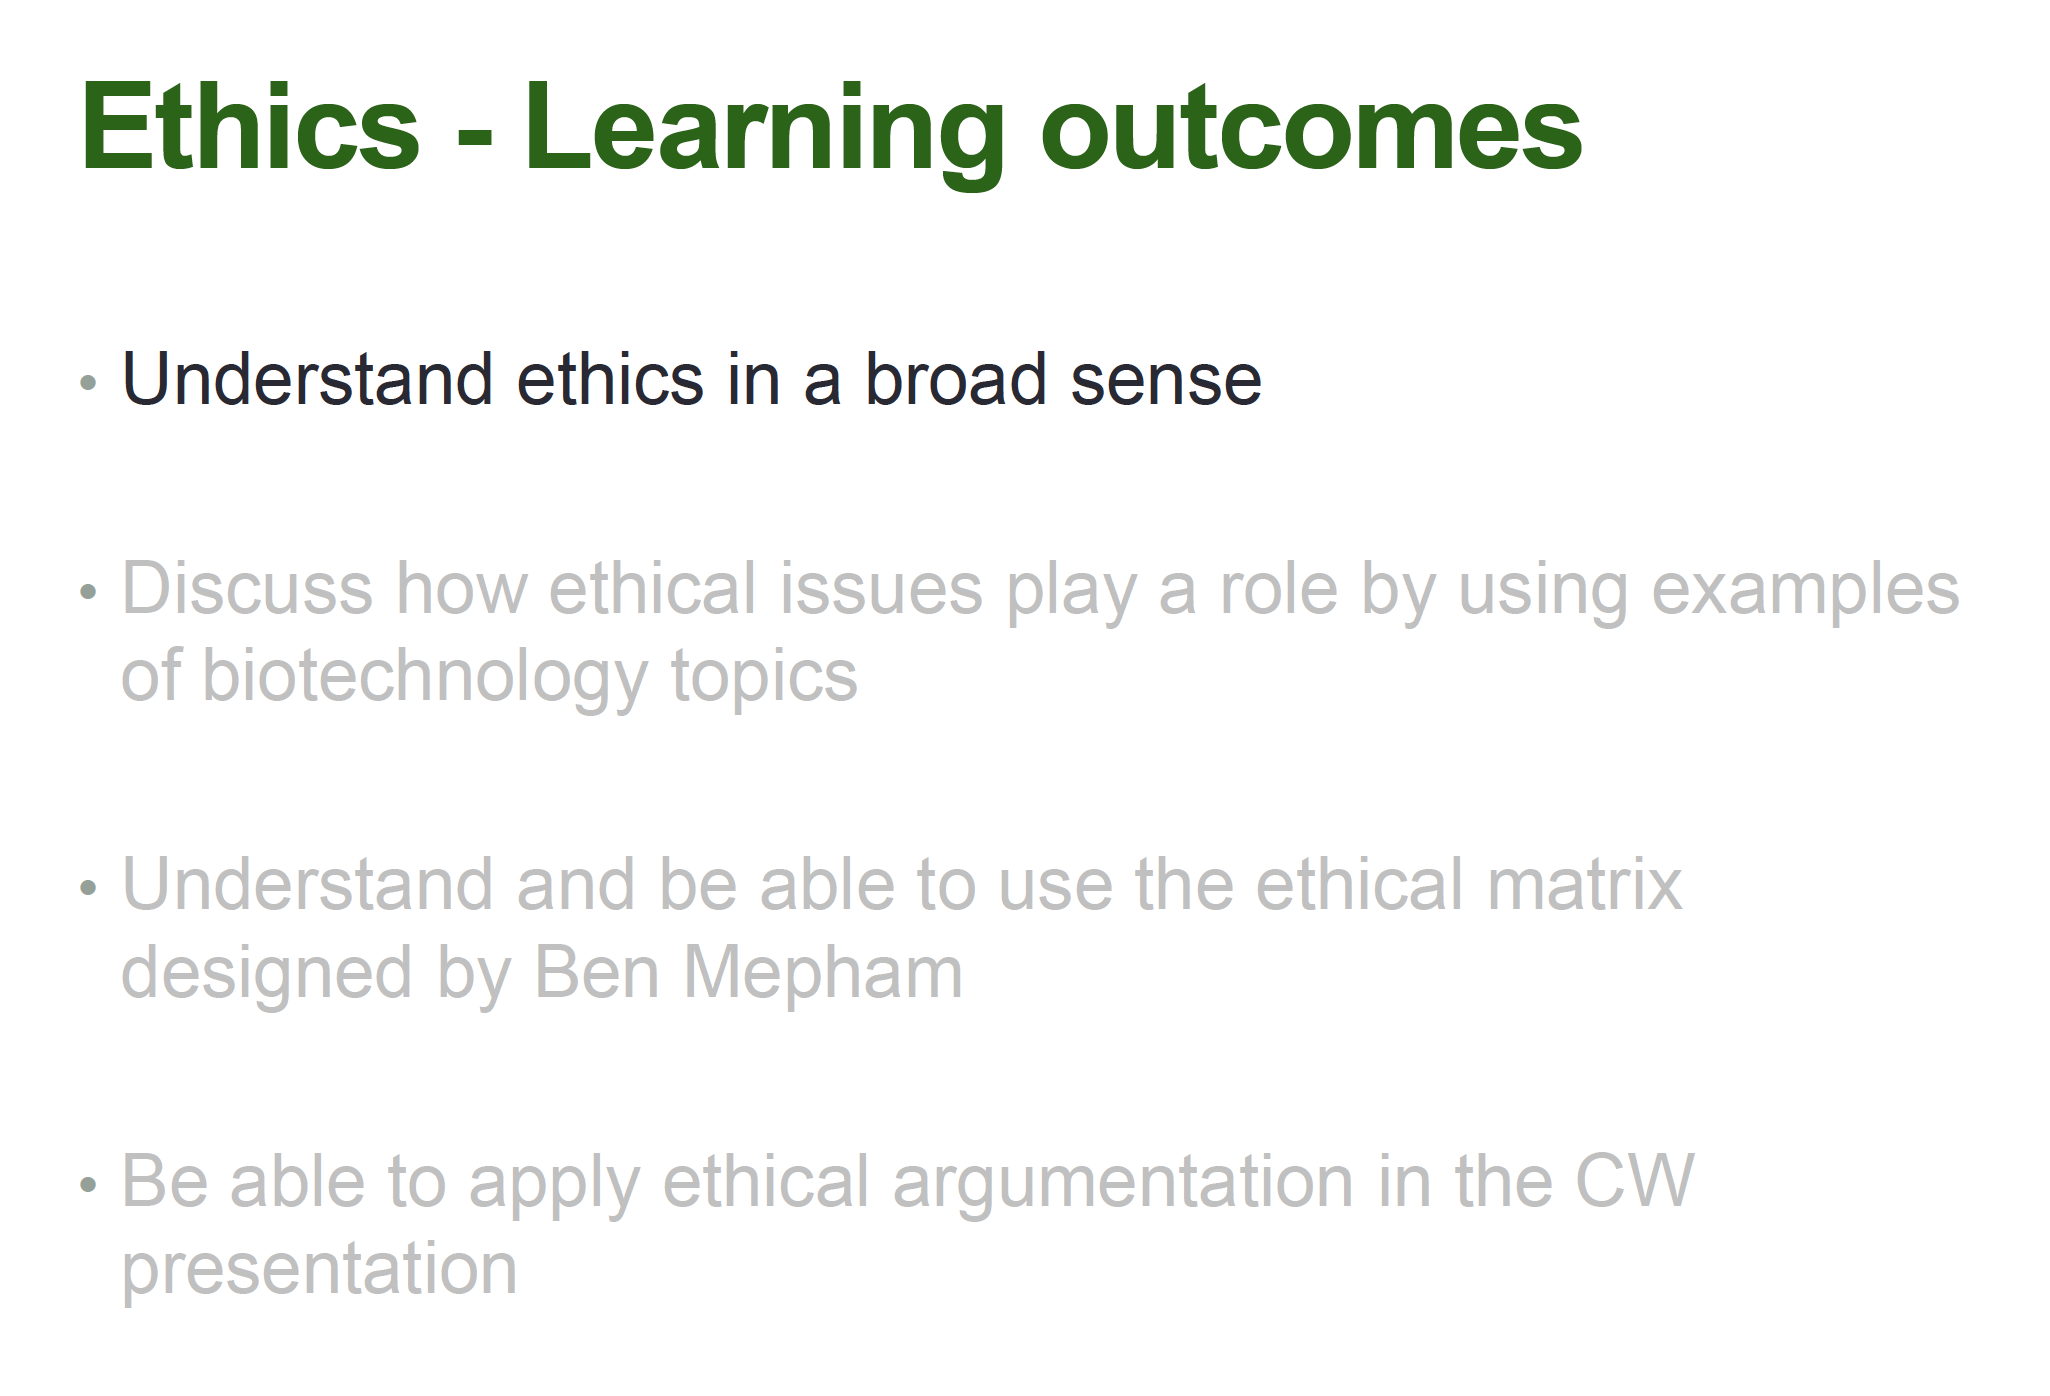 Ethics - Learning outcomes
• Understand ethics in a broad sense
• Discuss how ethical issues play a role by using examples
of biotechnology topics
• Understand and be able to use the ethical matrix
designed by Ben Mepham
• Be able to apply ethical argumentation in the CW
presentation